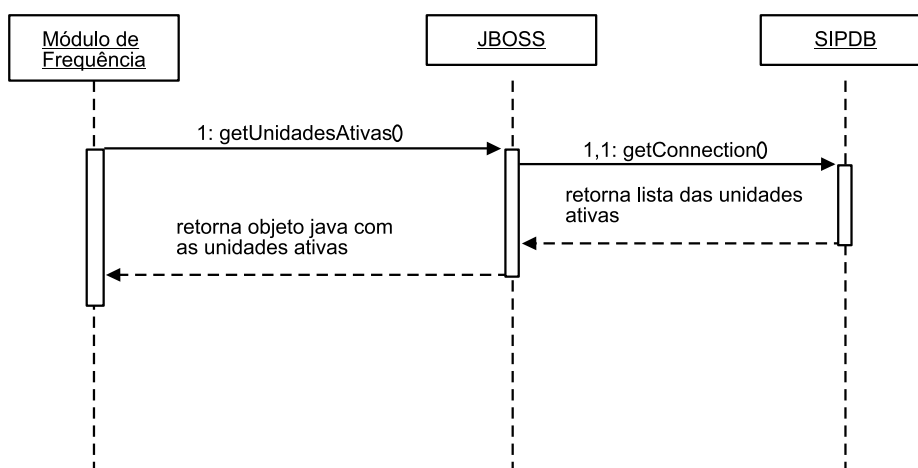 Módulo de
Frequência
JBOSS
SIPDB
1: getUnidadesAtivas()
1,1: getConnection()
retorna lista das unidades
ativas
retorna objeto java com
as unidades ativas